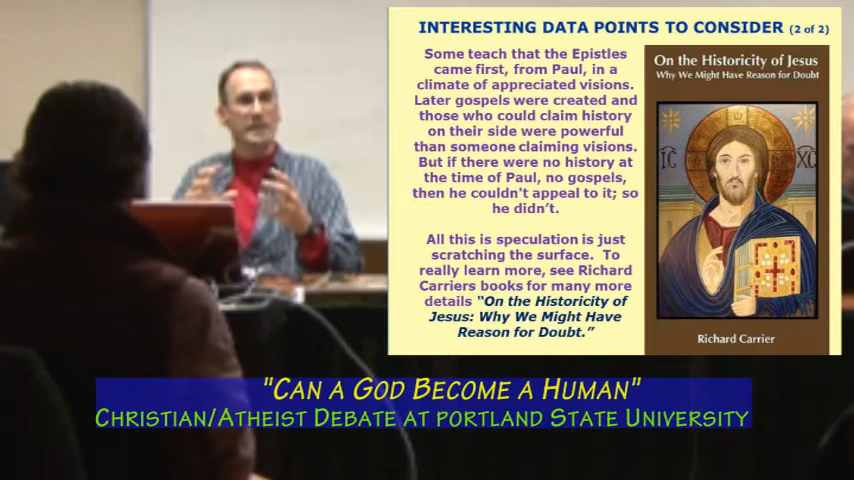 INTERESTING DATA POINTS TO CONSIDER (2 of 2)
Some teach that the Epistles
came first, from Paul, in a
climate of appreciated visions.
Later gospels were created and
those who could claim history
on their side were powerful
than someone claiming visions.
But if there were no history at
the time of Paul, no gospels,
then he couldn't appeal to it; so
he didn't.
All this is speculation is just
scratching the surface. To
really learn more, see Richard
Carriers books for many more
details "On the Historicity of
Jesus: Why We Might Have
Reason for Doubt."
On the Historicity of Jesus
Why We Might Have Reason for Doubt
IC XC
Richard Carrier
"CAN A GOD BECOME A HUMAN"
CHRISTIAN/ATHEIST DEBATE AT PORTLAND STATE UNIVERSITY